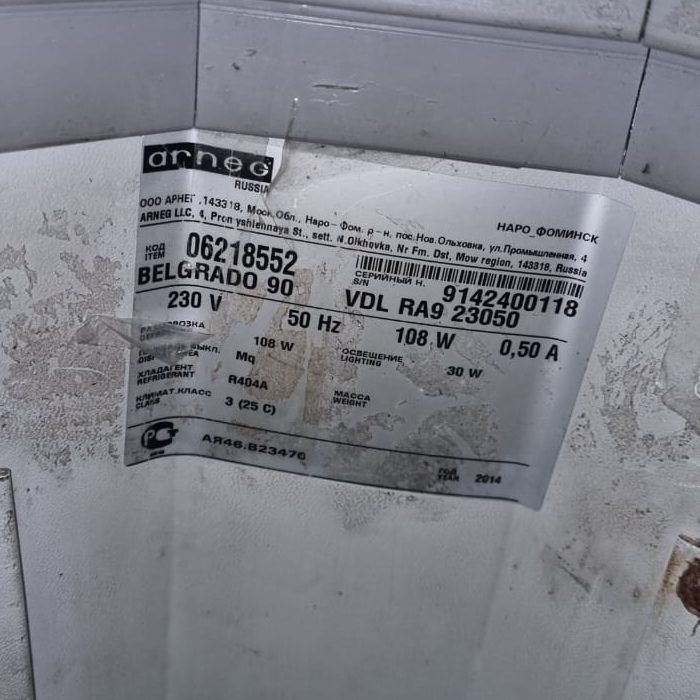 arneg
RUSSIA
НАРО_ФОМИНСК
ООО АРНЕГ ,143318, Моск.Обл., Наро-Фом. р-н, пос.Нов.Ольховка, ул.Промышленная, 4
ARNEG LLC, 4, Promyshlennaya St., sett. N.Olkhovka, Nr Fm. Dst, Mow region, 143318, Russia
КОД
ITEM 06218552
СЕРИЙНЫЙ Н.
S/N 9142400118
BELGRADO 90 VDL RA9 23050
230 V 50 Hz 108 W 0,50 A
108 W
ОСВЕЩЕНИЕ
LIGHTING 30 W
ВЫКЛ. Mq
ХЛАДАГЕНТ
REFRIGERANT R404A
МАССА
WEIGHT
КЛИМАТ.КЛАСС
CLASS 3 (25 C)
АЯ46.В23470
ГОД
YEAR 2014